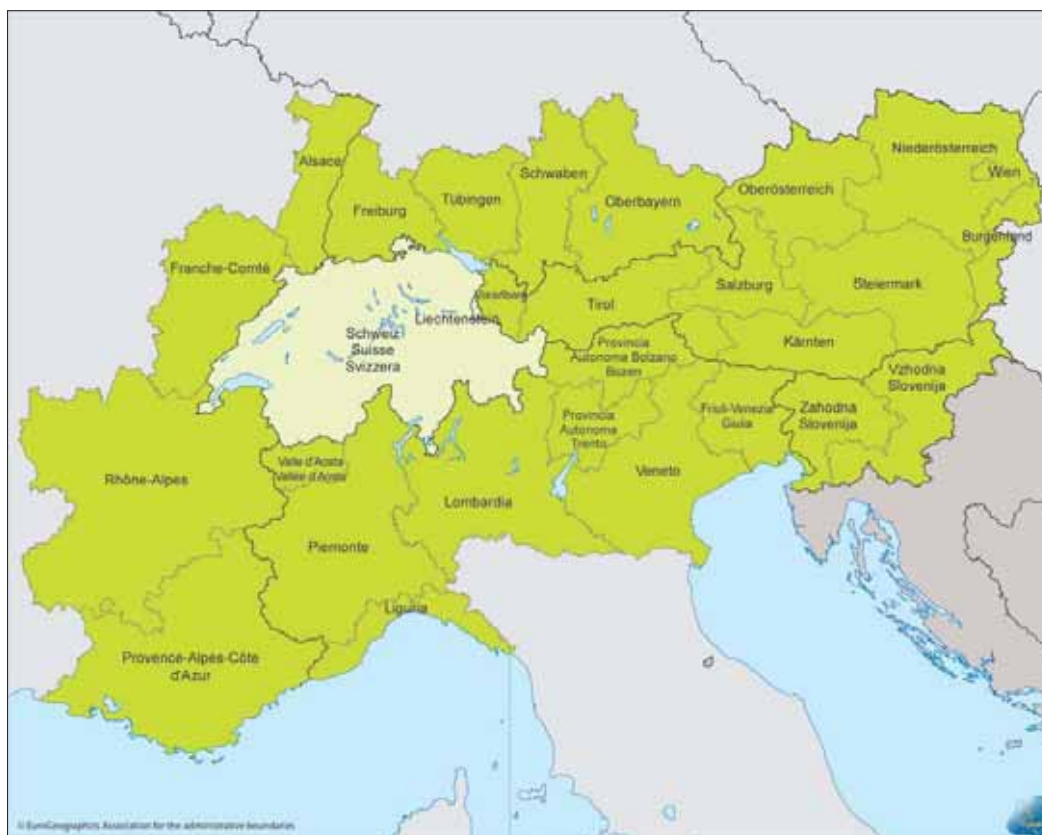 Alsace
Freiburg
Tübingen
Schwaben
Oberbayern
Oberösterreich
Niederösterreich
Wien
Burgenland
Franche-Comté
Schweiz
Suisse
Svizzera
Liechtenstein
Vorarlberg
Tirol
Salzburg
Steiermark
Kärnten
Provincia
Autonoma Bolzano
Bozen
Vzhodna
Slovenija
Rhône-Alpes
Valle d'Aosta
Vallée d'Aoste
Lombardia
Provincia
Autonoma
Trento
Veneto
Friuli-Venezia
Giulia
Zahodna
Slovenija
Piemonte
Liguria
Provence-Alpes-Côte
d'Azur
© EuroGeographics Association for the administrative boundaries